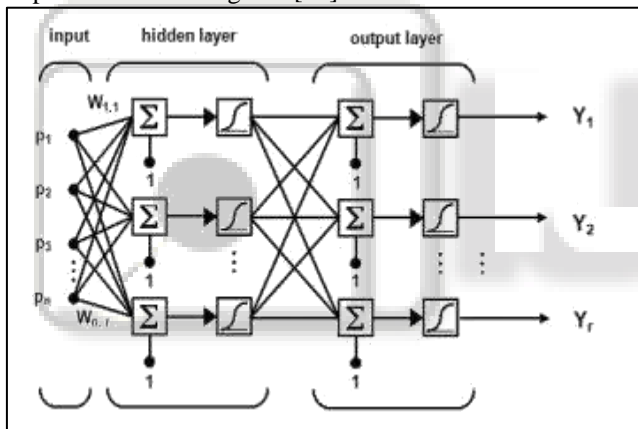 input hidden layer output layer
W1,1
p1 Σ Σ Y1
1 1
p2
Σ Σ Y2
p3
1 1
pn
Wn, r Σ Σ Yr
1 1